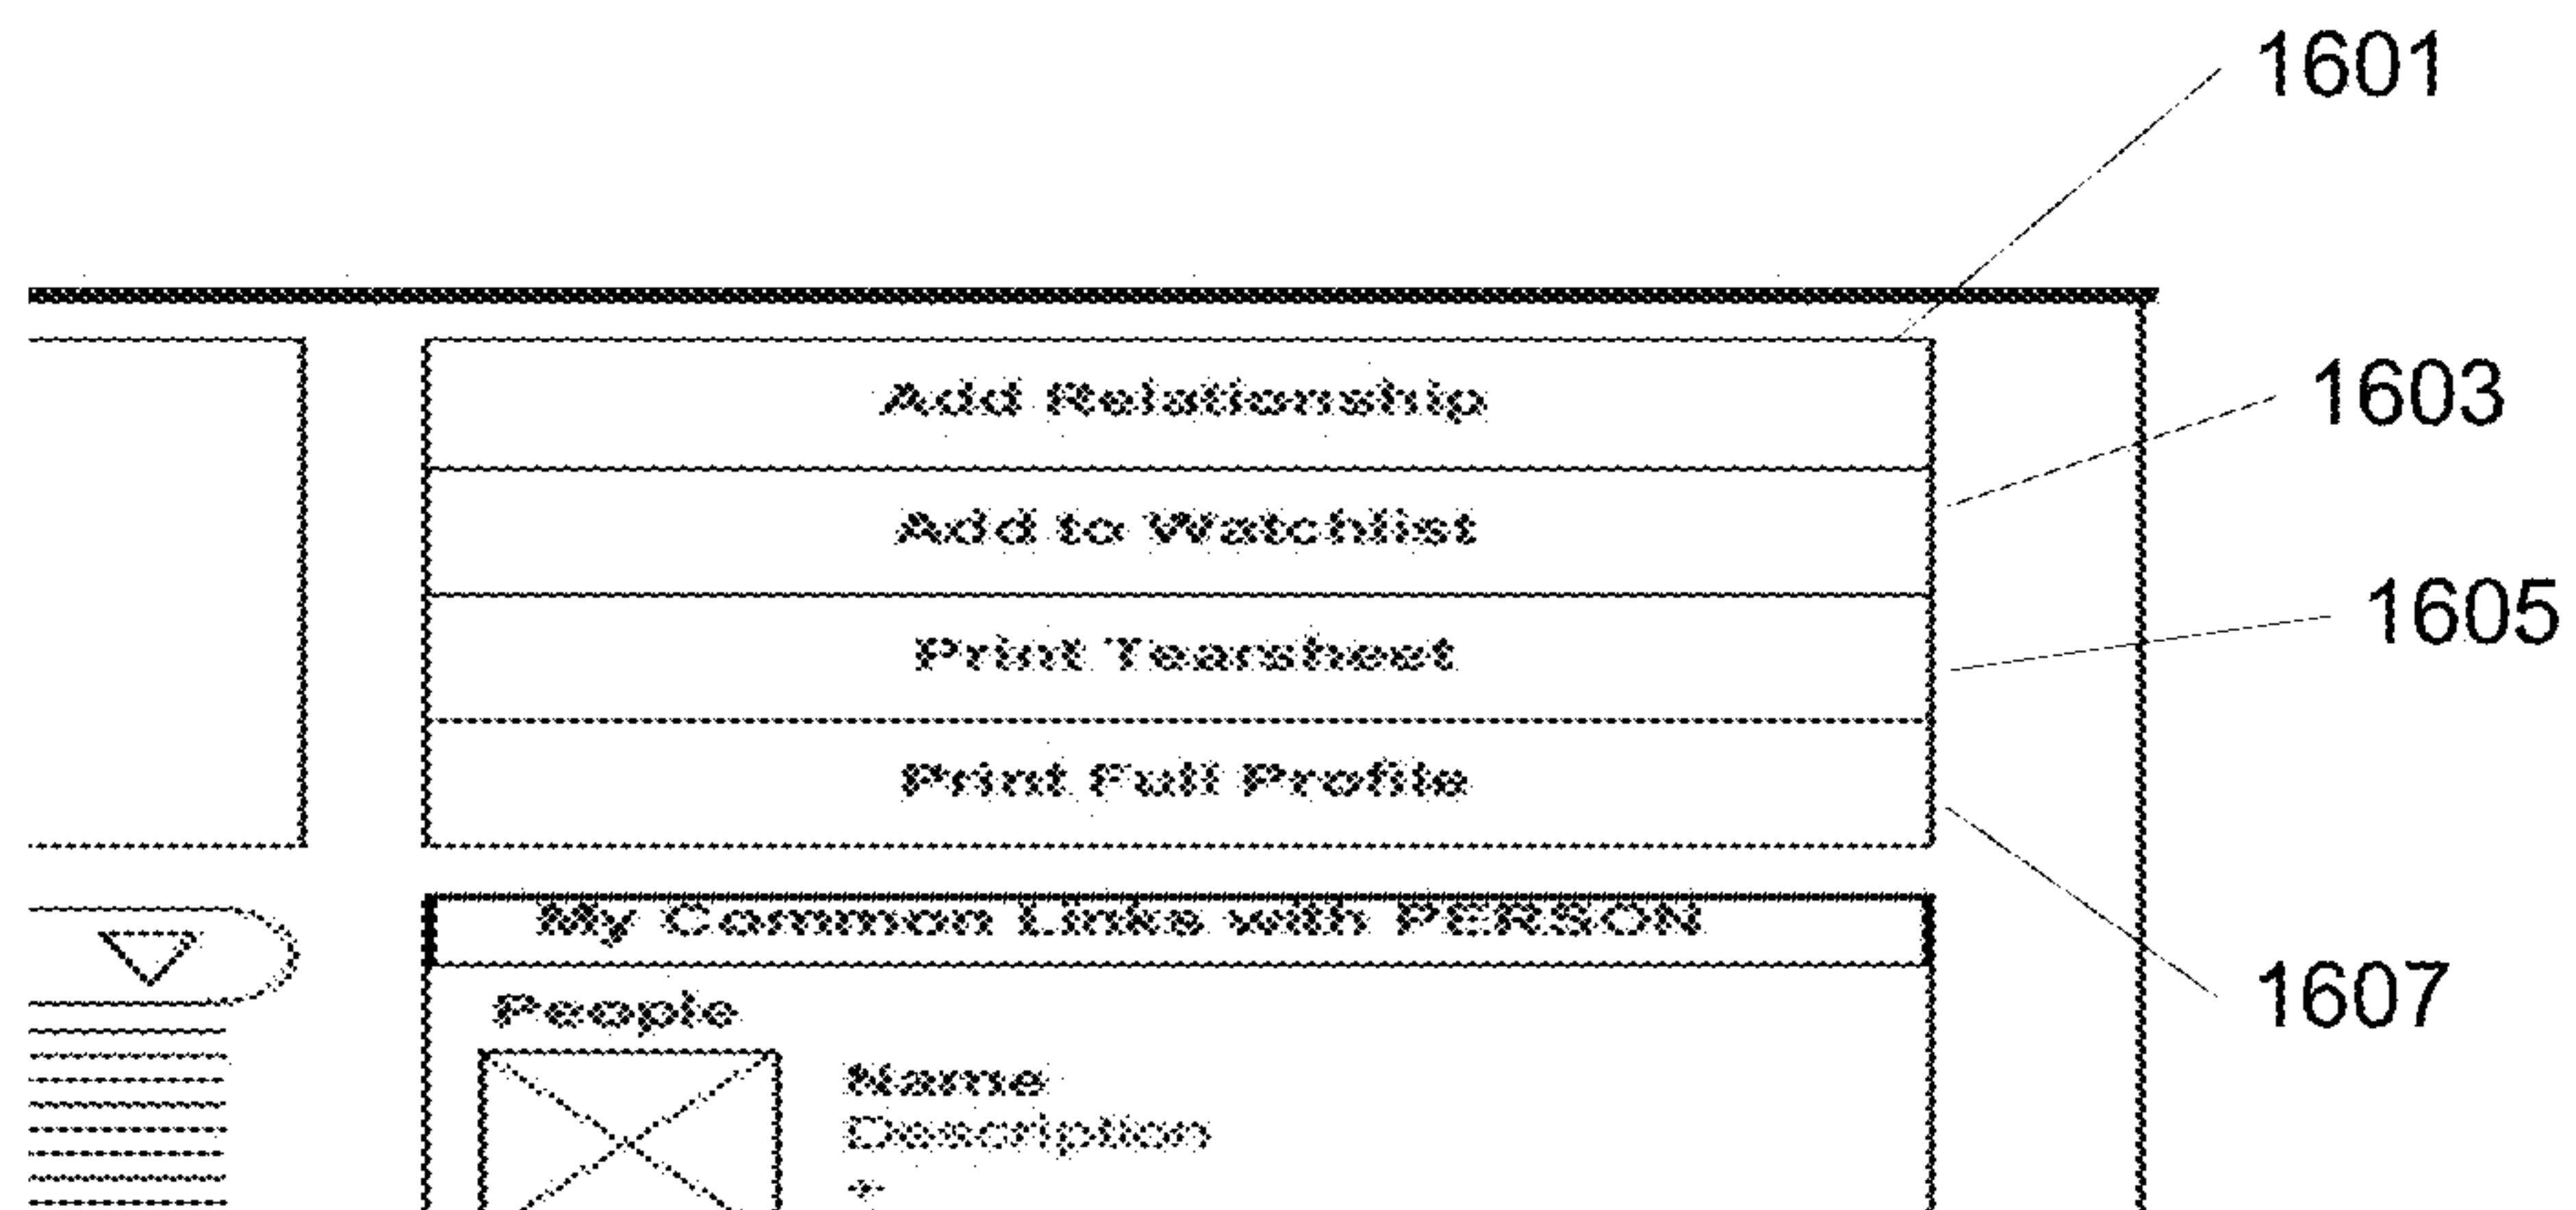 1601
Add Relationship
1603
Add to Watchlist
1605
Print Tearsheet
Print Full Profile
1607
My Common Links with PERSON
People
Name
Description